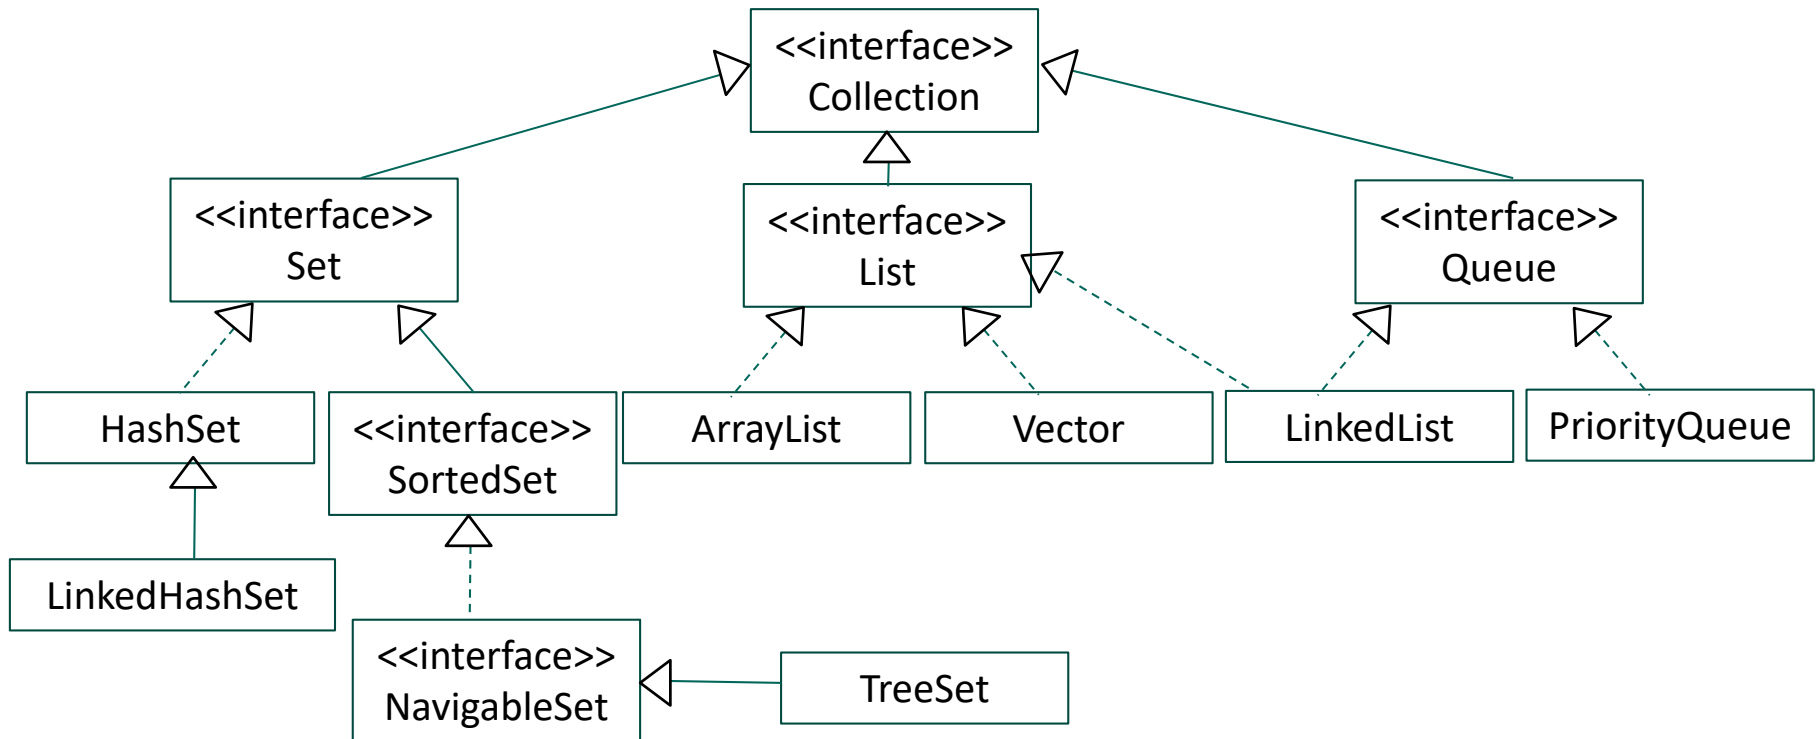 <<interface>>
Collection
<<interface>>
Set
<<interface>>
List
<<interface>>
Queue
HashSet
<<interface>>
SortedSet
ArrayList
Vector
LinkedList
PriorityQueue
LinkedHashSet
<<interface>>
NavigableSet
TreeSet